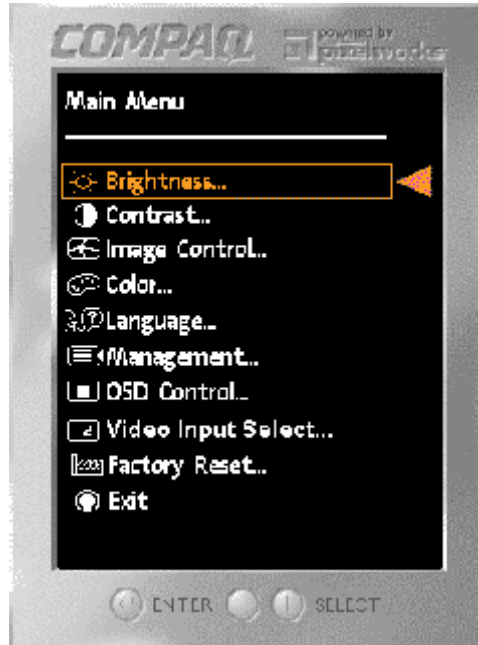 COMPAQ powered by pixelworks
Main Menu
Brightness...
Contrast...
Image Control...
Color...
Language...
Management...
OSD Control...
Video Input Select...
Factory Reset...
Exit
ENTER SELECT